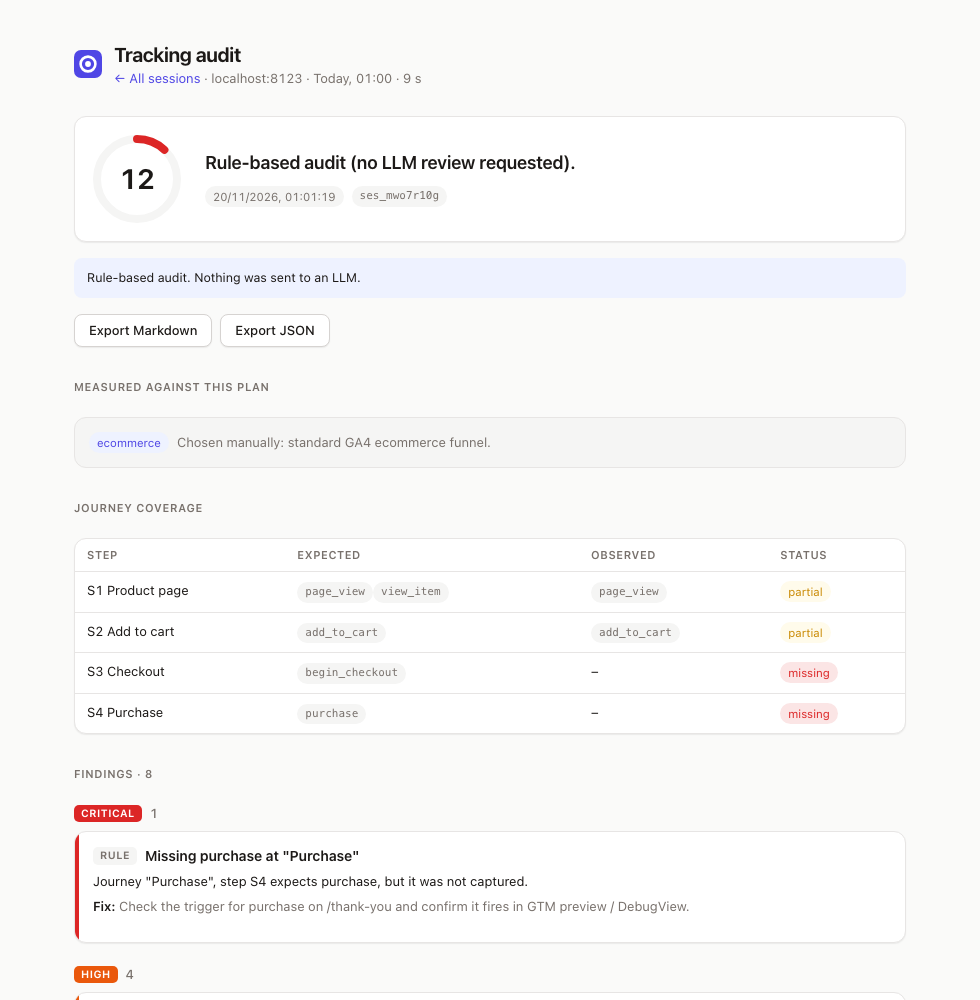 Tracking audit
← All sessions · localhost:8123 · Today, 01:00 · 9 s
12
Rule-based audit (no LLM review requested).
20/11/2026, 01:01:19 ses_mwo7r10g
Rule-based audit. Nothing was sent to an LLM.
Export Markdown Export JSON
MEASURED AGAINST THIS PLAN
ecommerce Chosen manually: standard GA4 ecommerce funnel.
JOURNEY COVERAGE
STEP EXPECTED OBSERVED STATUS
S1 Product page page_view view_item page_view partial
S2 Add to cart add_to_cart add_to_cart partial
S3 Checkout begin_checkout – missing
S4 Purchase purchase – missing
FINDINGS · 8
CRITICAL 1
RULE Missing purchase at "Purchase"
Journey "Purchase", step S4 expects purchase, but it was not captured.
Fix: Check the trigger for purchase on /thank-you and confirm it fires in GTM preview / DebugView.
HIGH 4